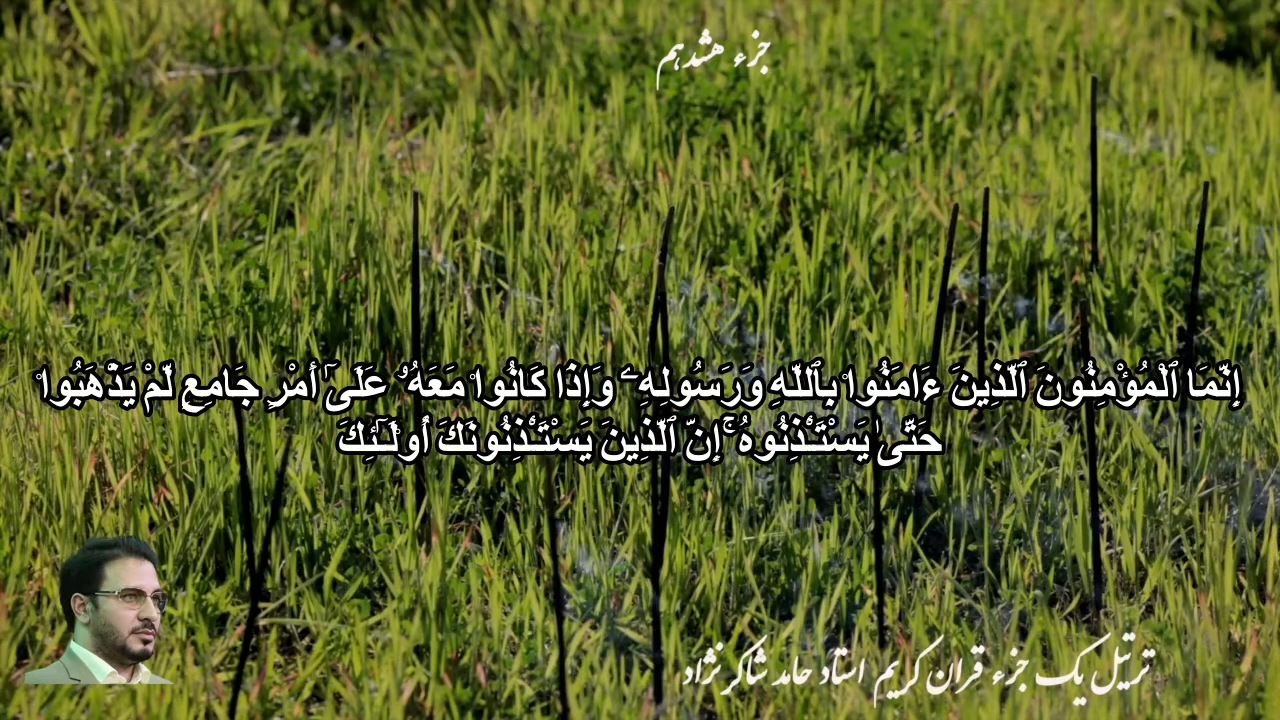 جزء هشدهم
إِنَّمَا ٱلْمُؤْمِنُونَ ٱلَّذِينَ ءَامَنُوا۟ بِٱللَّهِ وَرَسُولِهِۦ وَإِذَا كَانُوا۟ مَعَهُۥ عَلَىٰٓ أَمْرٍۢ جَامِعٍۢ لَّمْ يَذْهَبُوا۟
حَتَّىٰ يَسْتَـْٔذِنُوهُ ۚ إِنَّ ٱلَّذِينَ يَسْتَـْٔذِنُونَكَ أُو۟لَـٰٓئِكَ
ترتیل یک جزء قران کریم استاد حامد شاکرنژاد